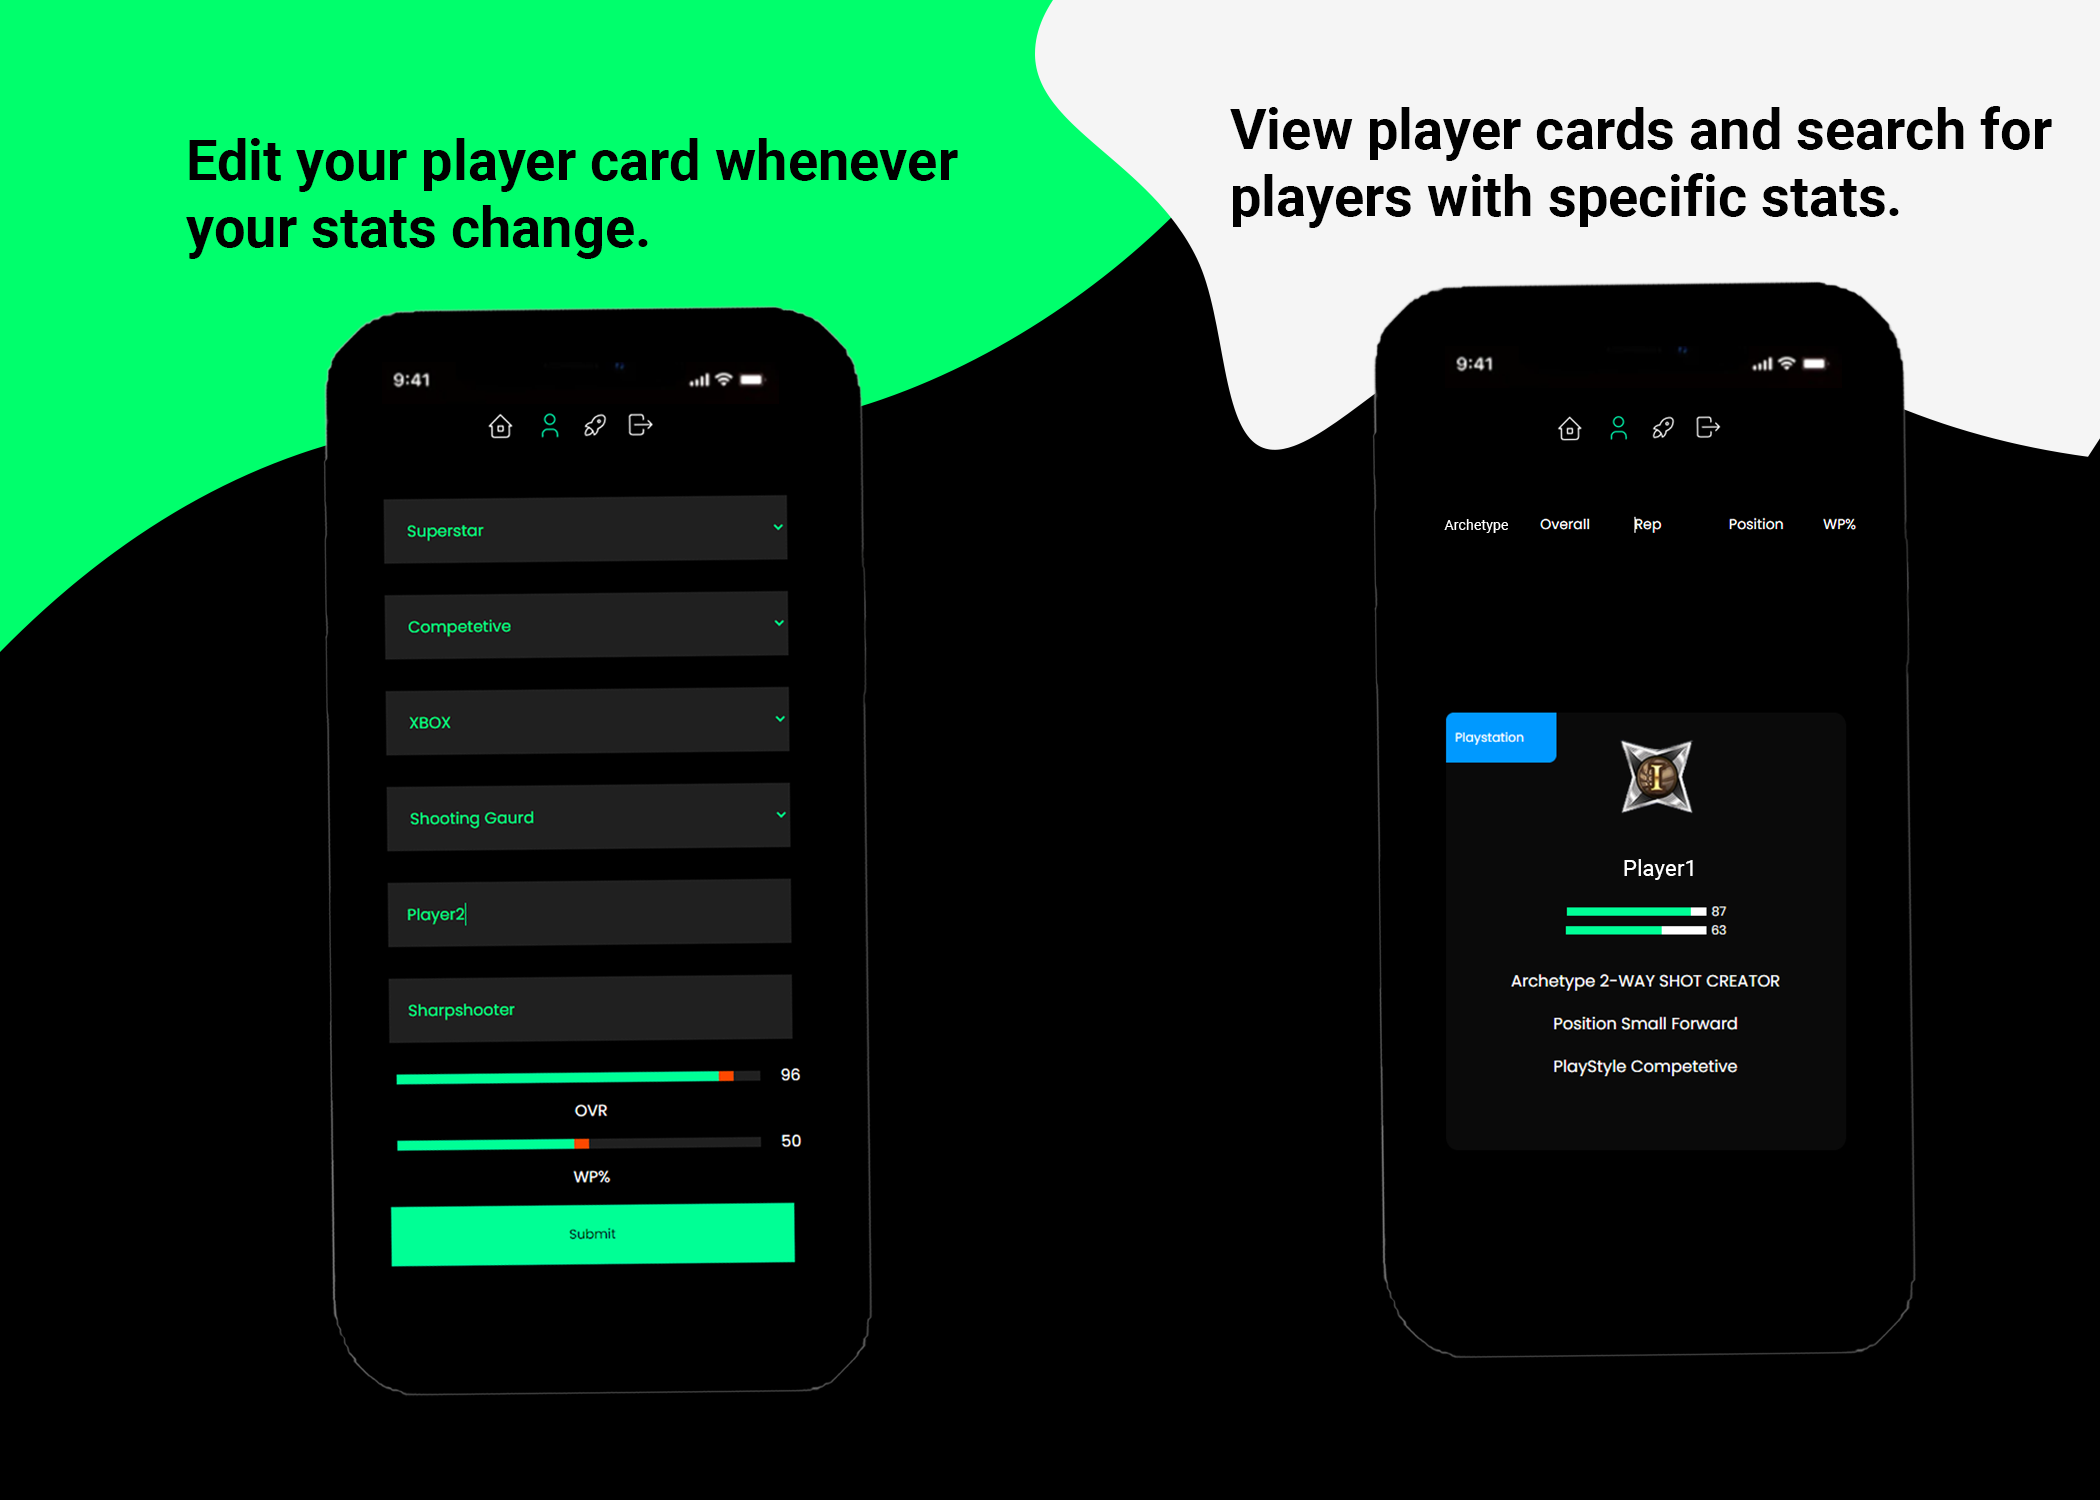 Edit your player card whenever
your stats change.
9:41
Superstar
Competetive
XBOX
Shooting Gaurd
Player2
Sharpshooter
96
OVR
50
WP%
Submit
View player cards and search for
players with specific stats.
9:41
Archetype Overall Rep Position WP%
Playstation
I
Player1
87
63
Archetype 2-WAY SHOT CREATOR
Position Small Forward
PlayStyle Competetive